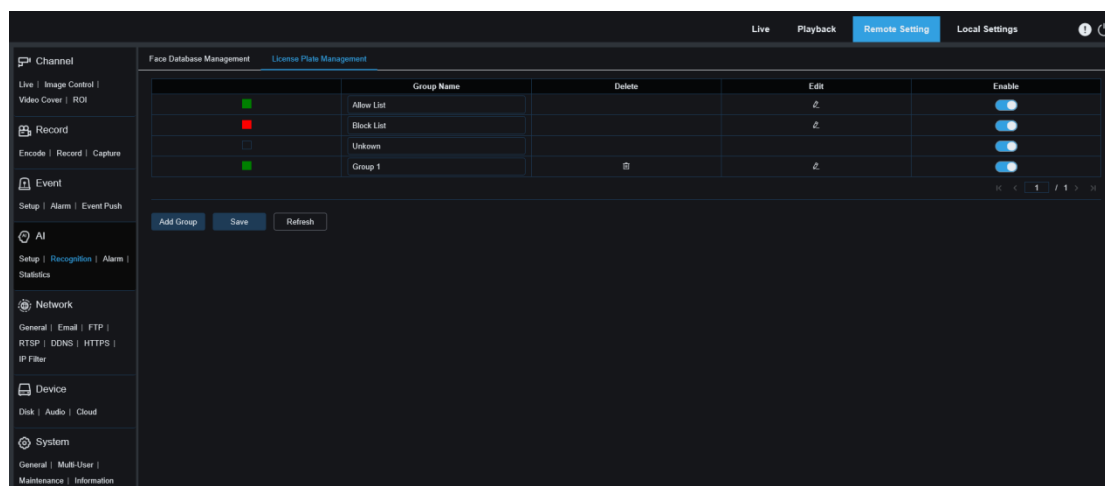 Live Playback Remote Setting Local Settings
Channel
Live | Image Control |
Video Cover | ROI
Record
Encode | Record | Capture
Event
Setup | Alarm | Event Push
AI
Setup | Recognition | Alarm |
Statistics
Network
General | Email | FTP |
RTSP | DDNS | HTTPS |
IP Filter
Device
Disk | Audio | Cloud
System
General | Multi-User |
Maintenance | Information
Face Database Management License Plate Management
Group Name Delete Edit Enable
Allow List
Block List
Unkown
Group 1
1 / 1
Add Group Save Refresh